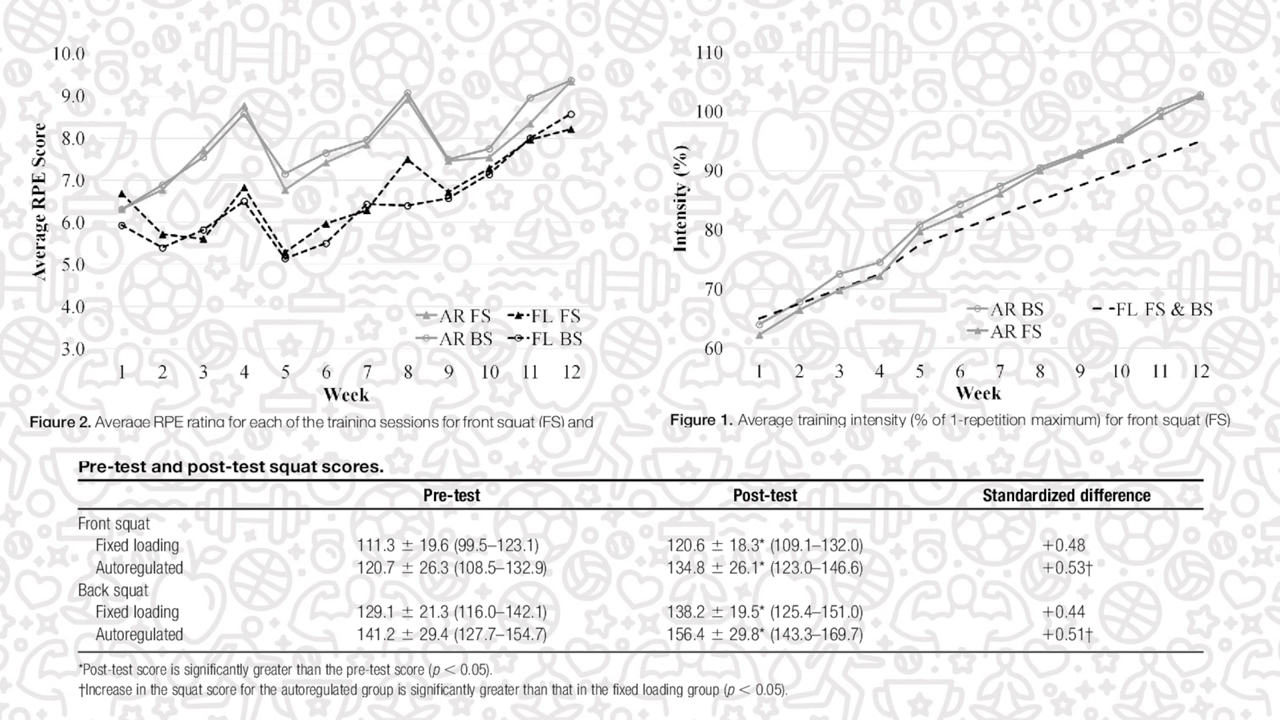 10.0
9.0
8.0
7.0
6.0
5.0
4.0
3.0
Average RPE Score
AR FS FL FS
AR BS FL BS
1 2 3 4 5 6 7 8 9 10 11 12
Week
Figure 2. Average RPE rating for each of the training sessions for front squat (FS) and
110
100
90
80
70
60
Intensity (%)
AR BS FL FS & BS
AR FS
1 2 3 4 5 6 7 8 9 10 11 12
Week
Figure 1. Average training intensity (% of 1-repetition maximum) for front squat (FS)
Pre-test and post-test squat scores.
Pre-test Post-test Standardized difference
Front squat
Fixed loading 111.3 ± 19.6 (99.5–123.1) 120.6 ± 18.3* (109.1–132.0) +0.48
Autoregulated 120.7 ± 26.3 (108.5–132.9) 134.8 ± 26.1* (123.0–146.6) +0.53†
Back squat
Fixed loading 129.1 ± 21.3 (116.0–142.1) 138.2 ± 19.5* (125.4–151.0) +0.44
Autoregulated 141.2 ± 29.4 (127.7–154.7) 156.4 ± 29.8* (143.3–169.7) +0.51†
*Post-test score is significantly greater than the pre-test score (p < 0.05).
†Increase in the squat score for the autoregulated group is significantly greater than that in the fixed loading group (p < 0.05).